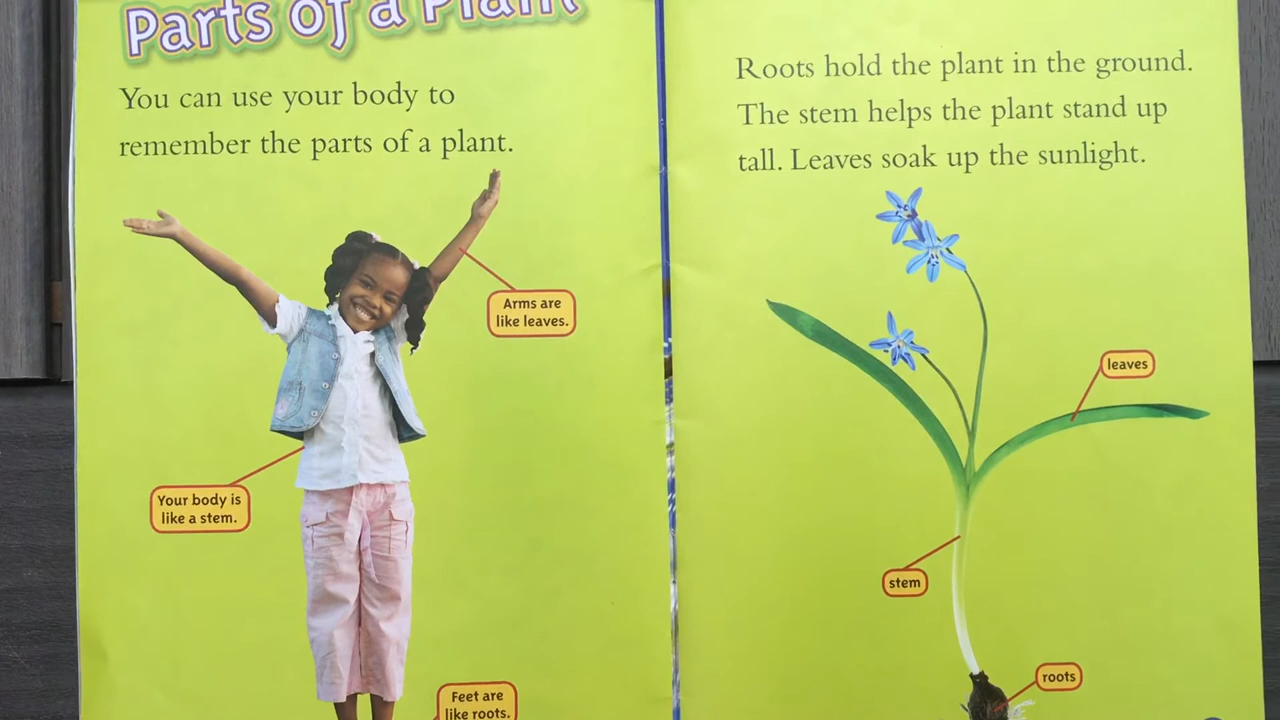 Parts of a Plant
You can use your body to
remember the parts of a plant.
Arms are
like leaves.
Your body is
like a stem.
Feet are
like roots.
Roots hold the plant in the ground.
The stem helps the plant stand up
tall. Leaves soak up the sunlight.
leaves
stem
roots